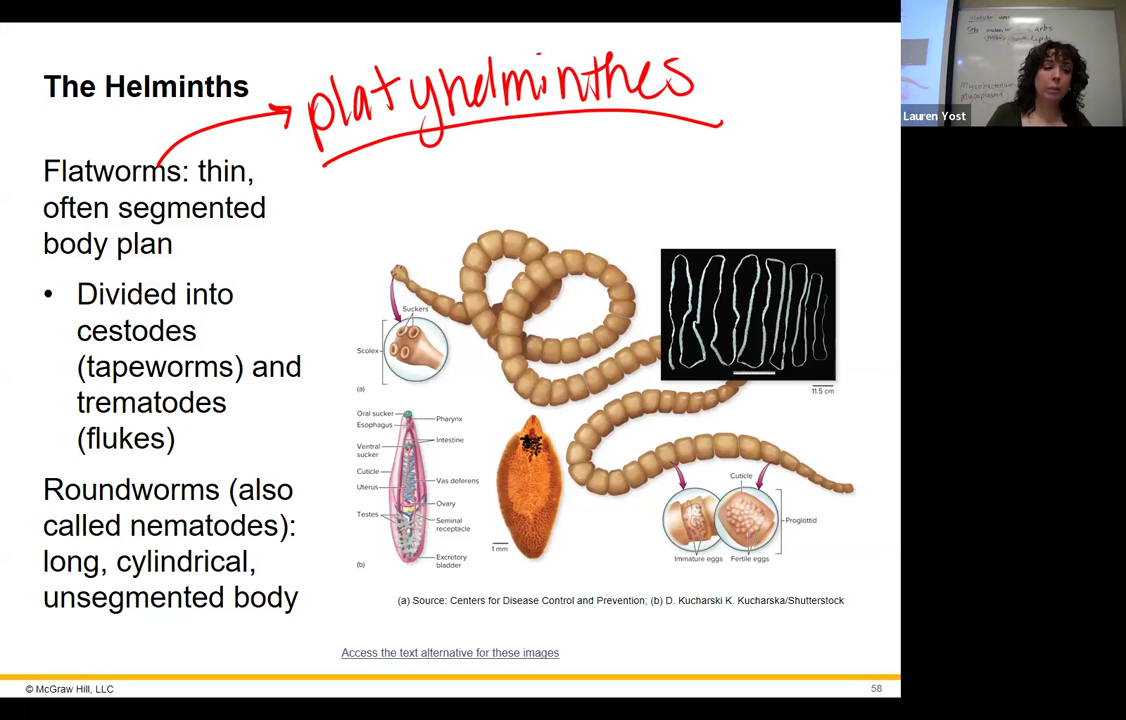 The Helminths
platyhelminthes
Flatworms: thin,
often segmented
body plan
• Divided into
cestodes
(tapeworms) and
trematodes
(flukes)
Roundworms (also
called nematodes):
long, cylindrical,
unsegmented body
Suckers
Scolex
(a)
11.5 cm
Oral sucker
Esophagus
Ventral
sucker
Cuticle
Uterus
Testes
(b)
Pharynx
Intestine
Vas deferens
Ovary
Seminal
receptacle
Excretory
bladder
1 mm
Cuticle
Proglottid
Immature eggs
Fertile eggs
(a) Source: Centers for Disease Control and Prevention; (b) D. Kucharski K. Kucharska/Shutterstock
Access the text alternative for these images
© McGraw Hill, LLC
58
Carbs
Lipids
Mycobacterium
Mycoplasma
Lauren Yost